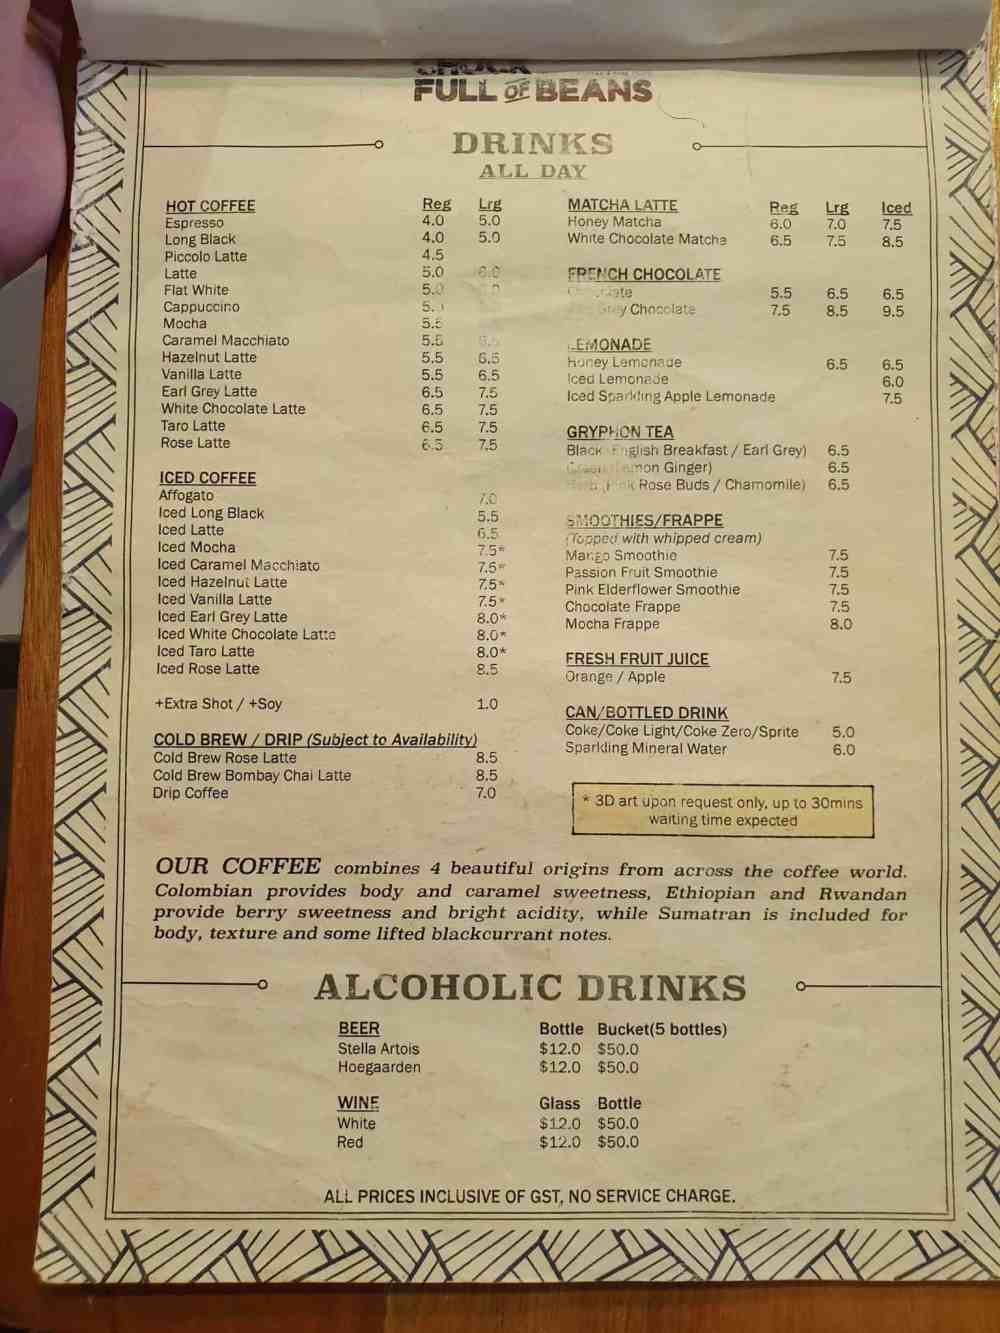 FULL OF BEANS
DRINKS
ALL DAY
HOT COFFEE Reg Lrg
Espresso 4.0 5.0
Long Black 4.0 5.0
Piccolo Latte 4.5
Latte 5.0 6.0
Flat White 5.0
Cappuccino
Mocha 5.5
Caramel Macchiato 5.5
Hazelnut Latte 5.5 6.5
Vanilla Latte 5.5 6.5
Earl Grey Latte 6.5 7.5
White Chocolate Latte 6.5 7.5
Taro Latte 6.5 7.5
Rose Latte 6.5 7.5
ICED COFFEE
Affogato 7.0
Iced Long Black 5.5
Iced Latte 6.5
Iced Mocha 7.5*
Iced Caramel Macchiato 7.5*
Iced Hazelnut Latte 7.5*
Iced Vanilla Latte 7.5*
Iced Earl Grey Latte 8.0*
Iced White Chocolate Latte 8.0*
Iced Taro Latte 8.0*
Iced Rose Latte 8.5
+Extra Shot / +Soy 1.0
COLD BREW / DRIP (Subject to Availability)
Cold Brew Rose Latte 8.5
Cold Brew Bombay Chai Latte 8.5
Drip Coffee 7.0
MATCHA LATTE Reg Lrg Iced
Honey Matcha 6.0 7.0 7.5
White Chocolate Matcha 6.5 7.5 8.5
FRENCH CHOCOLATE
5.5 6.5 6.5
Grey Chocolate 7.5 8.5 9.5
LEMONADE
Honey Lemonade 6.5 6.5
Iced Lemonade 6.0
Iced Sparkling Apple Lemonade 7.5
GRYPHON TEA
Black (English Breakfast / Earl Grey) 6.5
Green (Lemon Ginger) 6.5
Herb (Pink Rose Buds / Chamomile) 6.5
SMOOTHIES/FRAPPE
(Topped with whipped cream)
Mango Smoothie 7.5
Passion Fruit Smoothie 7.5
Pink Elderflower Smoothie 7.5
Chocolate Frappe 7.5
Mocha Frappe 8.0
FRESH FRUIT JUICE
Orange / Apple 7.5
CAN/BOTTLED DRINK
Coke/Coke Light/Coke Zero/Sprite 5.0
Sparkling Mineral Water 6.0
* 3D art upon request only, up to 30mins
waiting time expected
OUR COFFEE combines 4 beautiful origins from across the coffee world.
Colombian provides body and caramel sweetness, Ethiopian and Rwandan
provide berry sweetness and bright acidity, while Sumatran is included for
body, texture and some lifted blackcurrant notes.
ALCOHOLIC DRINKS
BEER Bottle Bucket(5 bottles)
Stella Artois $12.0 $50.0
Hoegaarden $12.0 $50.0
WINE Glass Bottle
White $12.0 $50.0
Red $12.0 $50.0
ALL PRICES INCLUSIVE OF GST, NO SERVICE CHARGE.